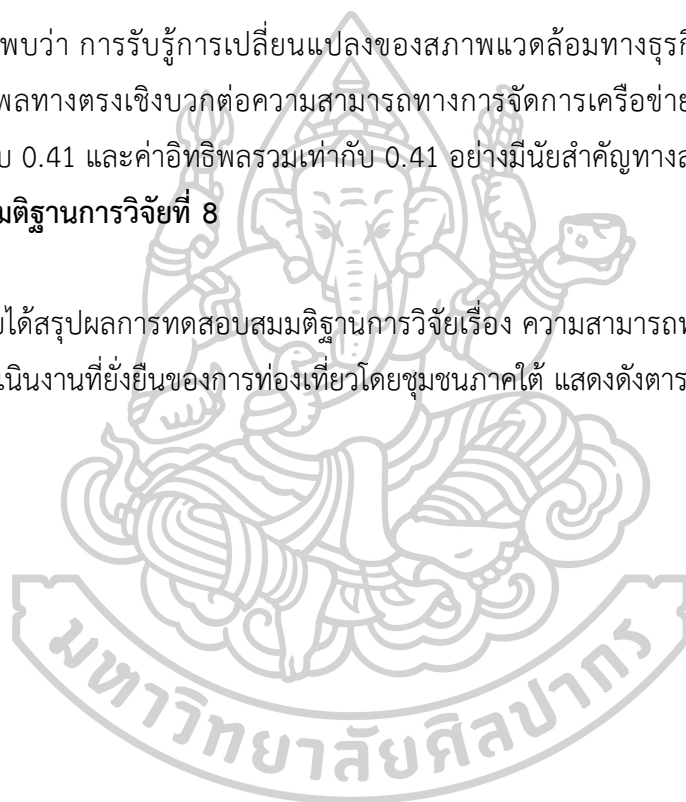 พบว่า การรับรู้การเปลี่ยนแปลงของสภาพแวดล้อมทางธุรกิ
พลทางตรงเชิงบวกต่อความสามารถทางการจัดการเครือข่าย
บ 0.41 และค่าอิทธิพลรวมเท่ากับ 0.41 อย่างมีนัยสำคัญทางส
มติฐานการวิจัยที่ 8
ยได้สรุปผลการทดสอบสมมติฐานการวิจัยเรื่อง ความสามารถท
เนินงานที่ยั่งยืนของการท่องเที่ยวโดยชุมชนภาคใต้ แสดงดังตาร
มหาวิทยาลัยศิลปากร